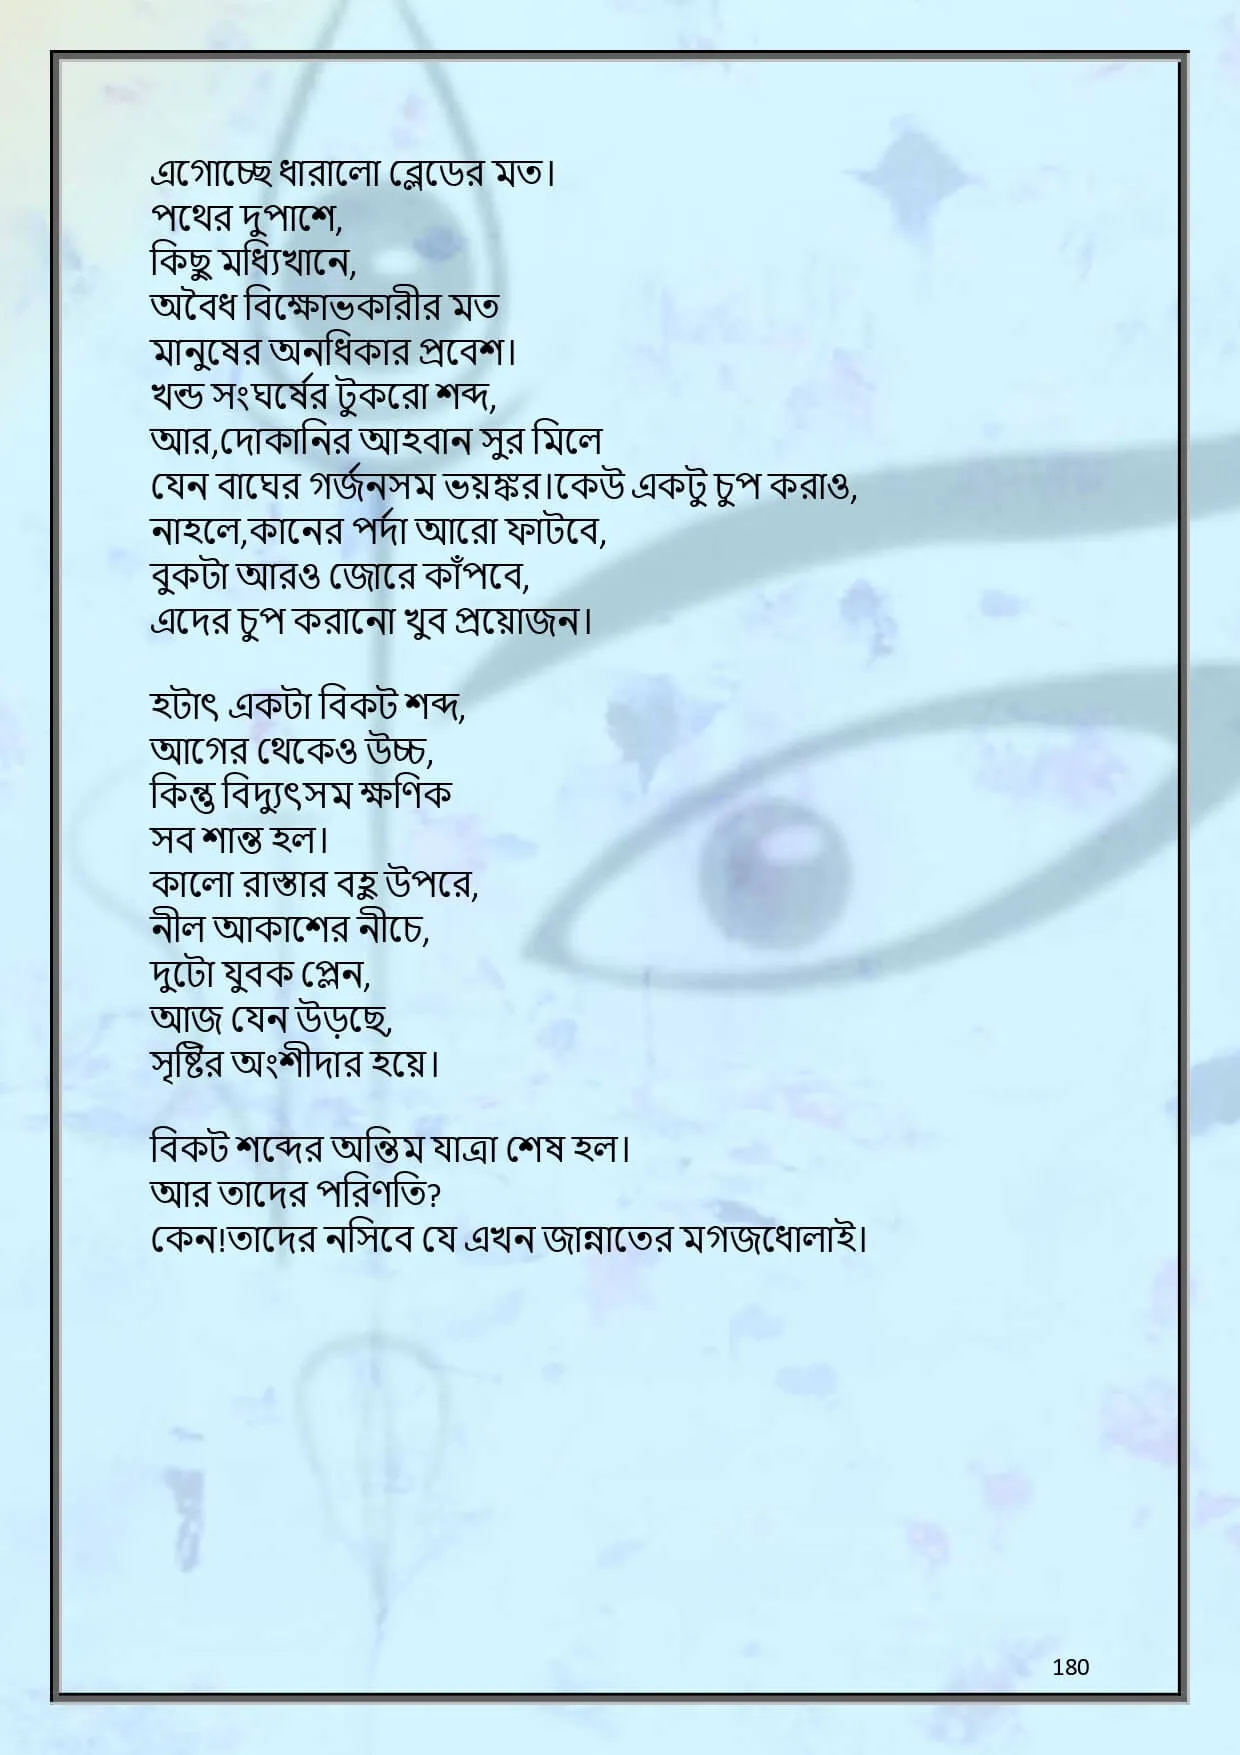 এগোচ্ছে ধারালো ব্লেডের মত।
পথের দুপাশে,
কিছু মধ্যিখানে,
অবৈধ বিক্ষোভকারীর মত
মানুষের অনধিকার প্রবেশ।
খন্ড সংঘর্ষের টুকরো শব্দ,
আর,দোকানির আহবান সুর মিলে
যেন বাঘের গর্জনসম ভয়ঙ্কর।কেউ একটু চুপ করাও,
নাহলে,কানের পর্দা আরো ফাটবে,
বুকটা আরও জোরে কাঁপবে,
এদের চুপ করানো খুব প্রয়োজন।
হটাৎ একটা বিকট শব্দ,
আগের থেকেও উচ্চ,
কিন্তু বিদ্যুৎসম ক্ষণিক
সব শান্ত হল।
কালো রাস্তার বহু উপরে,
নীল আকাশের নীচে,
দুটো যুবক প্লেন,
আজ যেন উড়ছে,
সৃষ্টির অংশীদার হয়ে।
বিকট শব্দের অন্তিম যাত্রা শেষ হল।
আর তাদের পরিণতি?
কেন!তাদের নসিবে যে এখন জান্নাতের মগজধোলাই।
180